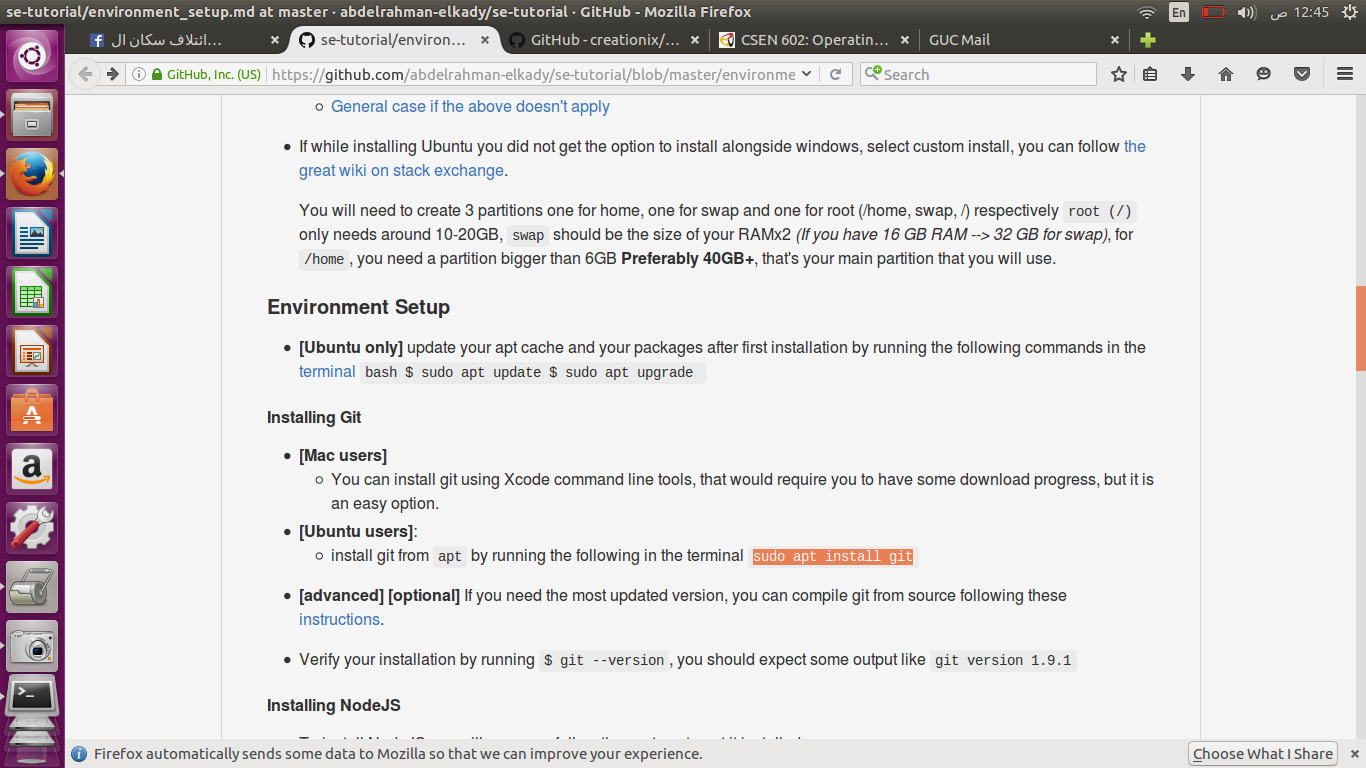 se-tutorial/environment_setup.md at master · abdelrahman-elkady/se-tutorial · GitHub - Mozilla Firefox
En
12:45 ص
ائتلاف سكان ال...
se-tutorial/environ...
GitHub - creationix/...
CSEN 602: Operatin...
GUC Mail
GitHub, Inc. (US)
https://github.com/abdelrahman-elkady/se-tutorial/blob/master/environme
Search
General case if the above doesn't apply
If while installing Ubuntu you did not get the option to install alongside windows, select custom install, you can follow the
great wiki on stack exchange.
You will need to create 3 partitions one for home, one for swap and one for root (/home, swap, /) respectively root (/)
only needs around 10-20GB, swap should be the size of your RAMx2 (If you have 16 GB RAM --> 32 GB for swap), for
/home , you need a partition bigger than 6GB Preferably 40GB+, that's your main partition that you will use.
Environment Setup
[Ubuntu only] update your apt cache and your packages after first installation by running the following commands in the
terminal bash $ sudo apt update $ sudo apt upgrade
Installing Git
[Mac users]
You can install git using Xcode command line tools, that would require you to have some download progress, but it is
an easy option.
[Ubuntu users]:
install git from apt by running the following in the terminal sudo apt install git
[advanced] [optional] If you need the most updated version, you can compile git from source following these
instructions.
Verify your installation by running $ git --version , you should expect some output like git version 1.9.1
Installing NodeJS
Firefox automatically sends some data to Mozilla so that we can improve your experience.
Choose What I Share